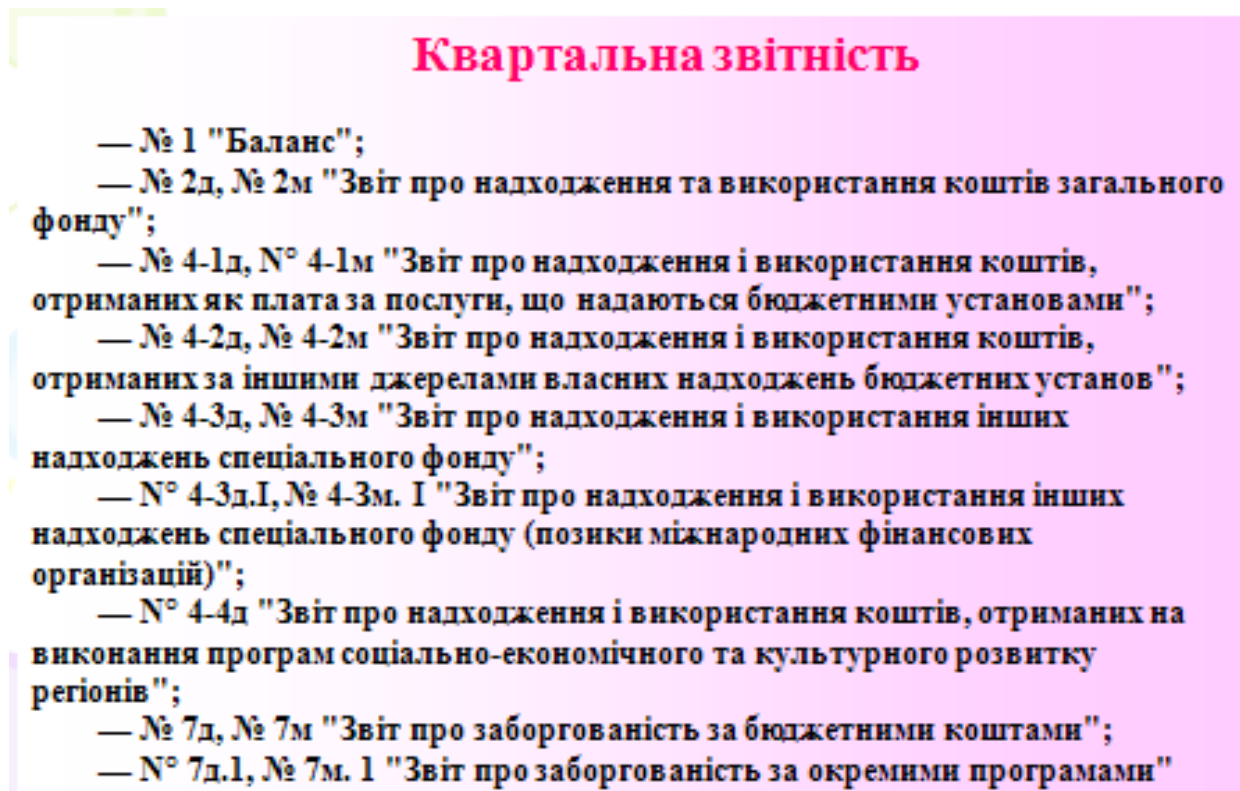 Квартальна звітність
— № 1 "Баланс";
— № 2д, № 2м "Звіт про надходження та використання коштів загального
фонду";
— № 4-1д, N° 4-1м "Звіт про надходження і використання коштів,
отриманих як плата за послуги, що надаються бюджетними установами";
— № 4-2д, № 4-2м "Звіт про надходження і використання коштів,
отриманих за іншими джерелами власних надходжень бюджетних установ";
— № 4-3д, № 4-3м "Звіт про надходження і використання інших
надходжень спеціального фонду";
— N° 4-3д.І, № 4-3м. І "Звіт про надходження і використання інших
надходжень спеціального фонду (позики міжнародних фінансових
організацій)";
— N° 4-4д "Звіт про надходження і використання коштів, отриманих на
виконання програм соціально-економічного та культурного розвитку
регіонів";
— № 7д, № 7м "Звіт про заборгованість за бюджетними коштами";
— N° 7д.1, № 7м. 1 "Звіт про заборгованість за окремими програмами"